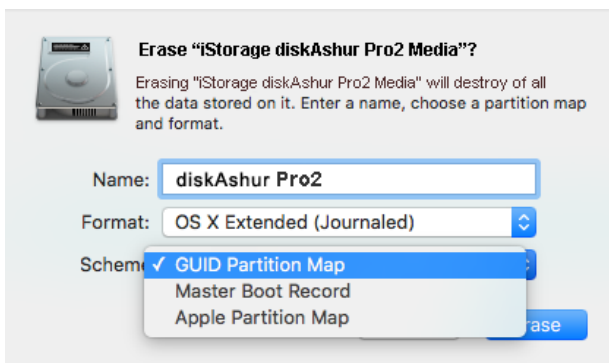 Erase “iStorage diskAshur Pro2 Media”?
Erasing "iStorage diskAshur Pro2 Media" will destroy of all
the data stored on it. Enter a name, choose a partition map
and format.
Name: diskAshur Pro2
Format: OS X Extended (Journaled)
Scheme ✓ GUID Partition Map
Master Boot Record
Apple Partition Map
ase